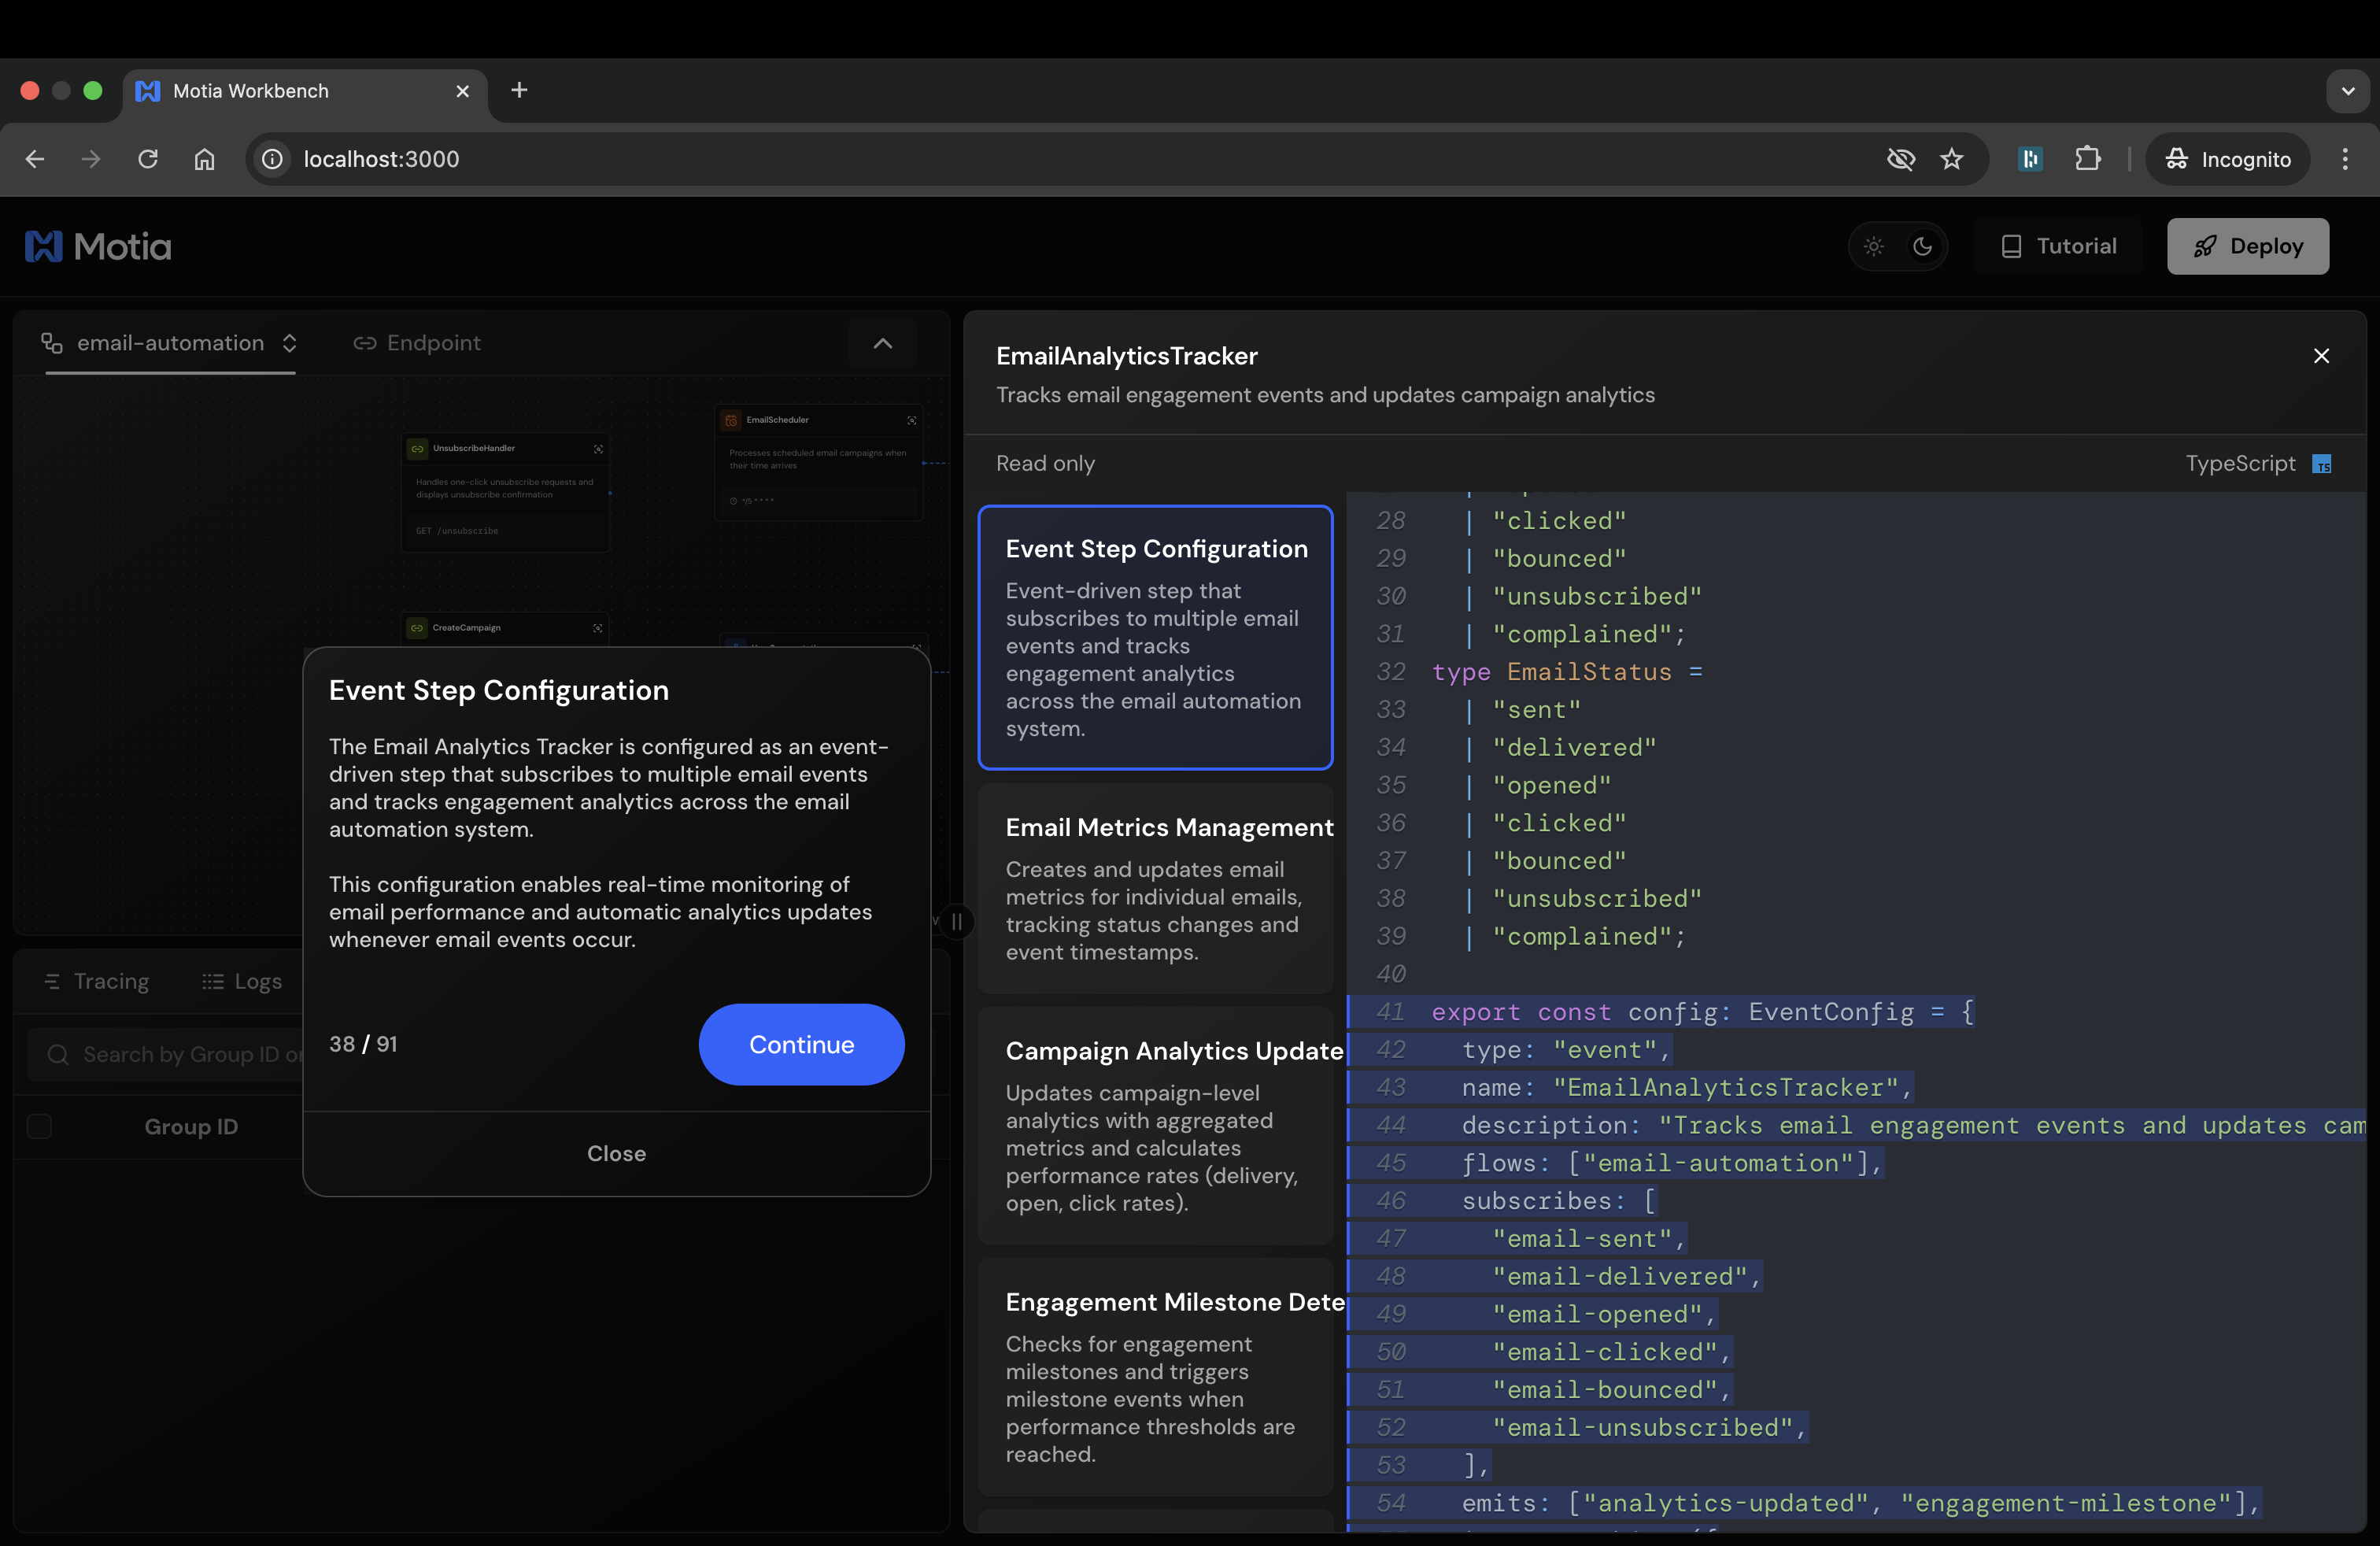 Motia Workbench
localhost:3000
Incognito
Motia
Tutorial
Deploy
email-automation
Endpoint
UnsubscribeHandler
Handles one-click unsubscribe requests and
displays unsubscribe confirmation
GET /unsubscribe
EmailScheduler
Processes scheduled email campaigns when
their time arrives
*/5 * * * *
CreateCampaign
Event Step Configuration
The Email Analytics Tracker is configured as an event-
driven step that subscribes to multiple email events
and tracks engagement analytics across the email
automation system.
This configuration enables real-time monitoring of
email performance and automatic analytics updates
whenever email events occur.
38 / 91
Continue
Close
Tracing
Logs
Search by Group ID or
Group ID
EmailAnalyticsTracker
Tracks email engagement events and updates campaign analytics
Read only
TypeScript
TS
Event Step Configuration
Event-driven step that
subscribes to multiple email
events and tracks
engagement analytics
across the email automation
system.
Email Metrics Management
Creates and updates email
metrics for individual emails,
tracking status changes and
event timestamps.
Campaign Analytics Update
Updates campaign-level
analytics with aggregated
metrics and calculates
performance rates (delivery,
open, click rates).
Engagement Milestone Dete
Checks for engagement
milestones and triggers
milestone events when
performance thresholds are
reached.
28 | "clicked"
29 | "bounced"
30 | "unsubscribed"
31 | "complained";
32 type EmailStatus =
33 | "sent"
34 | "delivered"
35 | "opened"
36 | "clicked"
37 | "bounced"
38 | "unsubscribed"
39 | "complained";
40
41 export const config: EventConfig = {
42 type: "event",
43 name: "EmailAnalyticsTracker",
44 description: "Tracks email engagement events and updates cam
45 flows: ["email-automation"],
46 subscribes: [
47 "email-sent",
48 "email-delivered",
49 "email-opened",
50 "email-clicked",
51 "email-bounced",
52 "email-unsubscribed",
53 ],
54 emits: ["analytics-updated", "engagement-milestone"],